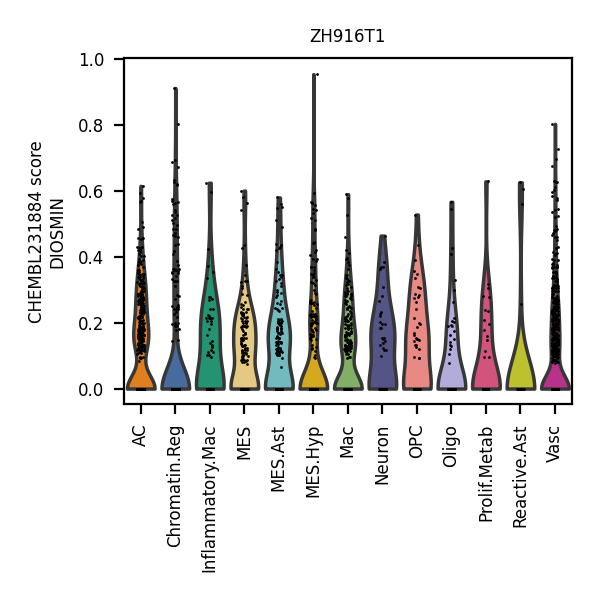 ZH916T1
CHEMBL231884 score
DIOSMIN
1.0
0.8
0.6
0.4
0.2
0.0
AC
Chromatin.Reg
Inflammatory.Mac
MES
MES.Ast
MES.Hyp
Mac
Neuron
OPC
Oligo
Prolif.Metab
Reactive.Ast
Vasc